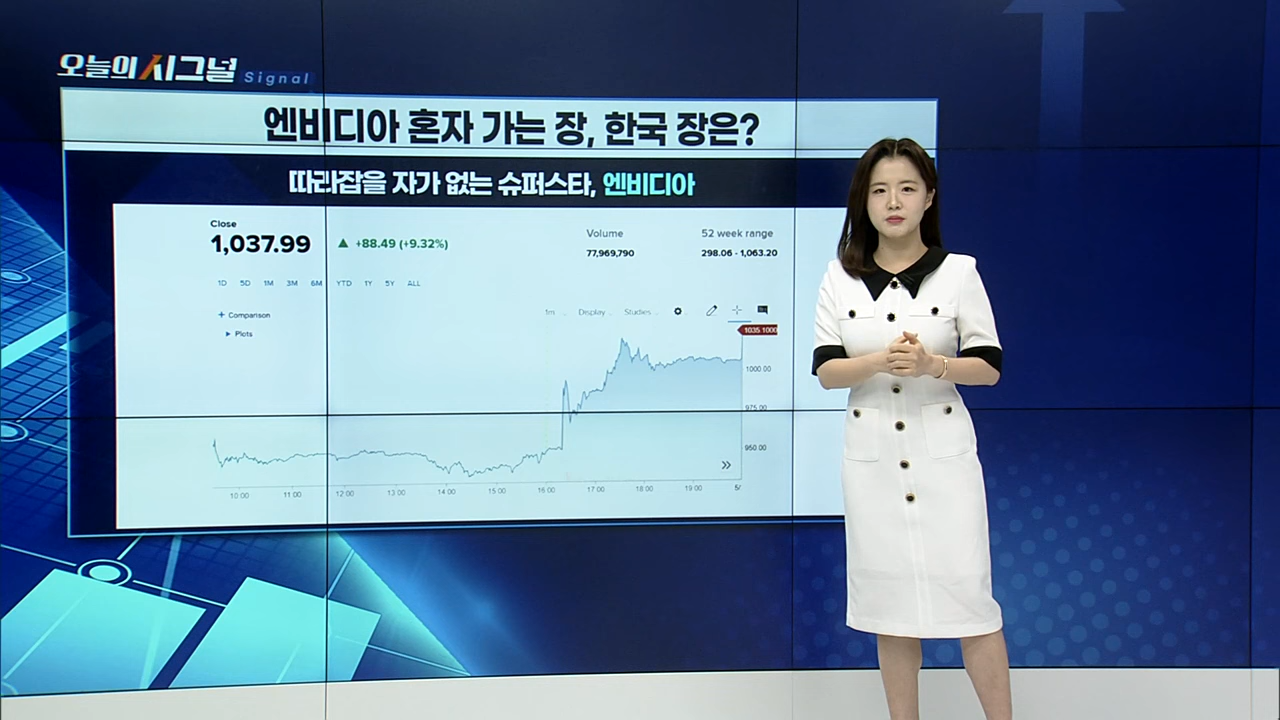 오늘의 시그널 Signal
엔비디아 혼자 가는 장, 한국 장은?
따라잡을 자가 없는 슈퍼스타, 엔비디아
Close
1,037.99 ▲ +88.49 (+9.32%)
Volume
77,969,790
52 week range
298.06 - 1,063.20
1D 5D 1M 3M 6M YTD 1Y 5Y ALL
+ Comparison
▶ Plots
1m Display Studies
1035.1000
1000.00
975.00
950.00
»
10:00 11:00 12:00 13:00 14:00 15:00 16:00 17:00 18:00 19:00 5/